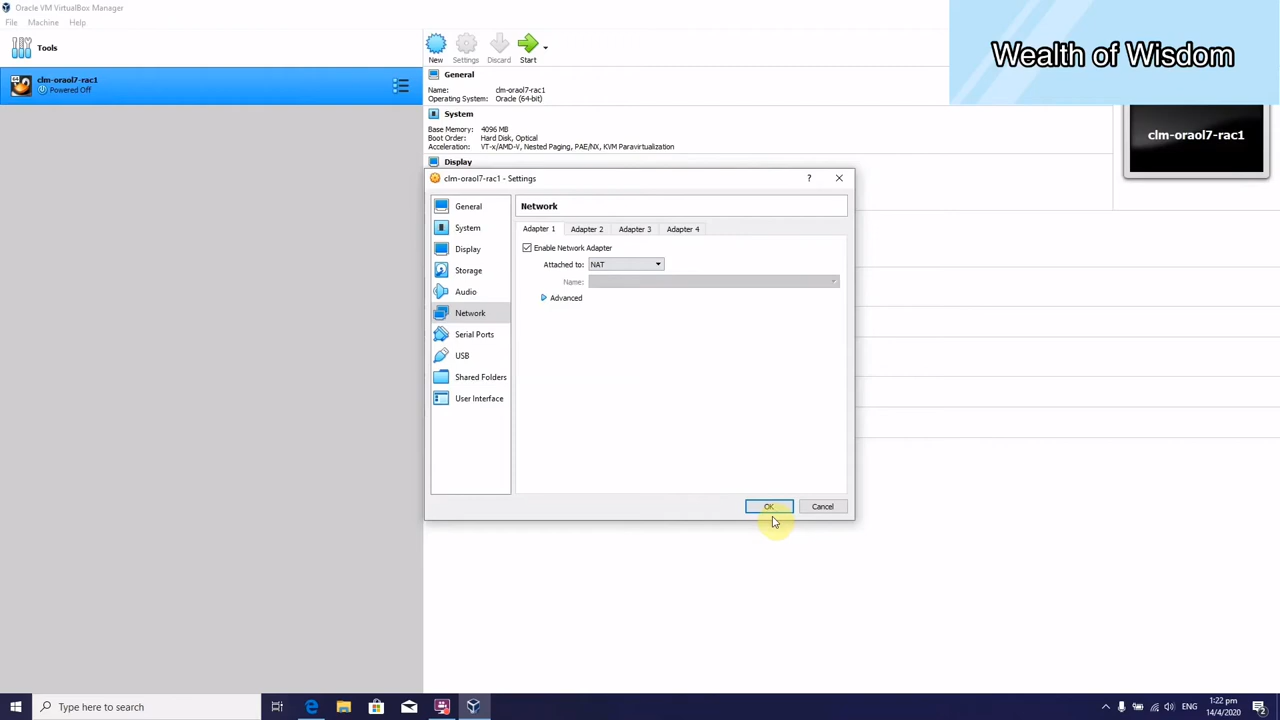 Oracle VM VirtualBox Manager
File Machine Help
Wealth of Wisdom
Tools
New Settings Discard Start
clm-oraol7-rac1
Powered Off
General
Name: clm-oraol7-rac1
Operating System: Oracle (64-bit)
System
Base Memory: 4096 MB
Boot Order: Hard Disk, Optical
Acceleration: VT-x/AMD-V, Nested Paging, PAE/NX, KVM Paravirtualization
Display
clm-oraol7-rac1
clm-oraol7-rac1 - Settings
General
System
Display
Storage
Audio
Network
Serial Ports
USB
Shared Folders
User Interface
Network
Adapter 1 Adapter 2 Adapter 3 Adapter 4
Enable Network Adapter
Attached to: NAT
Name:
Advanced
OK Cancel
Type here to search
ENG
1:22 pm
14/4/2020
2